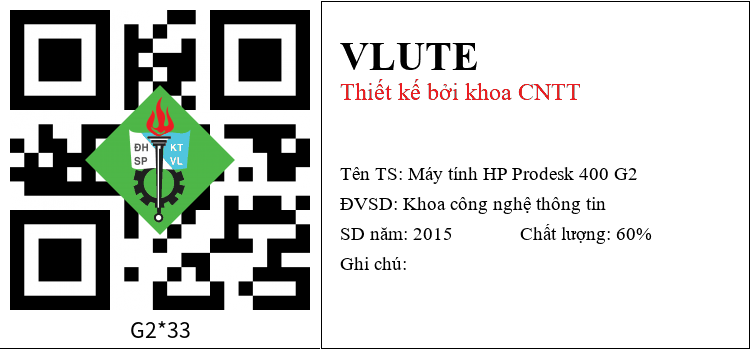 ĐH KT
SP VL
G2*33
VLUTE
Thiết kế bởi khoa CNTT
Tên TS: Máy tính HP Prodesk 400 G2
ĐVSD: Khoa công nghệ thông tin
SD năm: 2015 Chất lượng: 60%
Ghi chú: